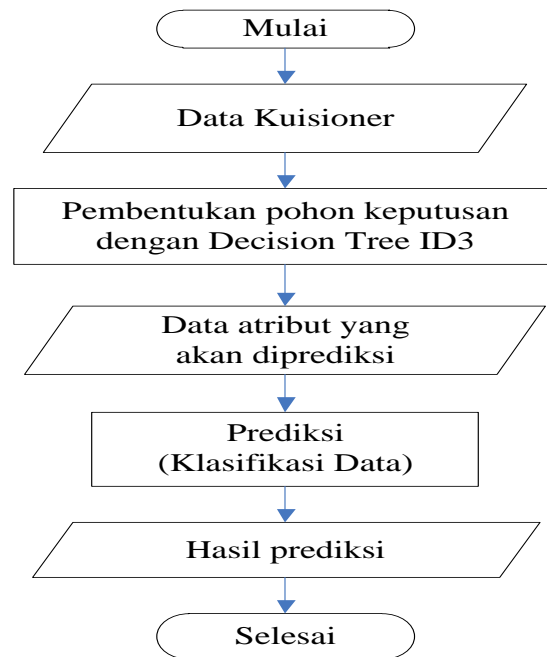 Mulai
Data Kuisioner
Pembentukan pohon keputusan
dengan Decision Tree ID3
Data atribut yang
akan diprediksi
Prediksi
(Klasifikasi Data)
Hasil prediksi
Selesai